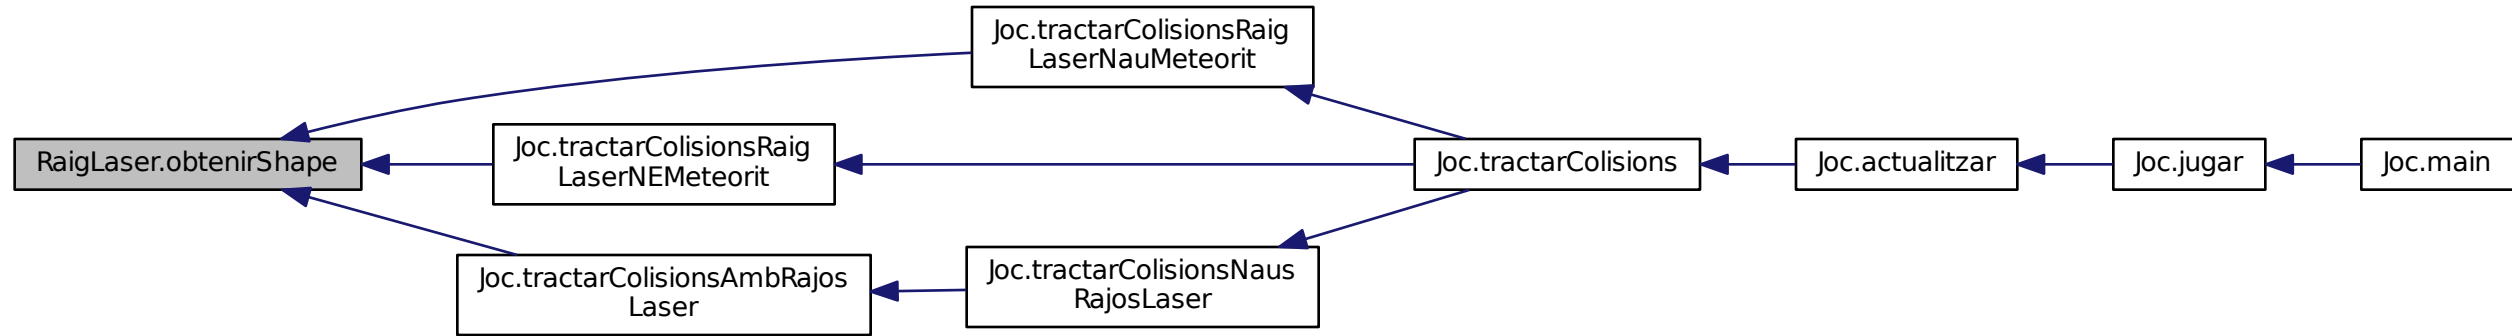 Joc.tractarColisionsRaig
LaserNauMeteorit
RaigLaser.obtenirShape
Joc.tractarColisionsRaig
LaserNEMeteorit
Joc.tractarColisions
Joc.actualitzar
Joc.jugar
Joc.main
Joc.tractarColisionsAmbRajos
Laser
Joc.tractarColisionsNaus
RajosLaser